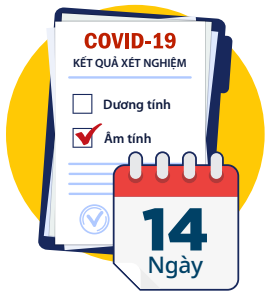 COVID-19
KẾT QUẢ XÉT NGHIỆM
Dương tính
Âm tính
14
Ngày